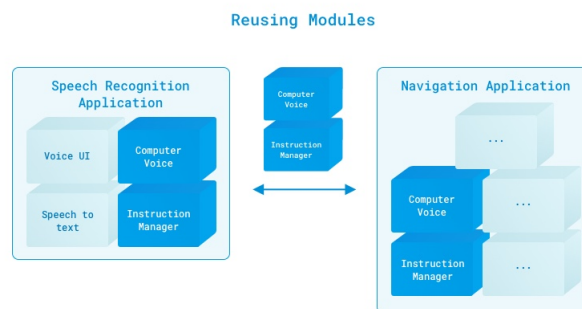 Reusing Modules
Speech Recognition
Application
Voice UI
Computer
Voice
Speech to
text
Instruction
Manager
Computer
Voice
Instruction
Manager
Navigation Application
...
Computer
Voice
...
Instruction
Manager
...